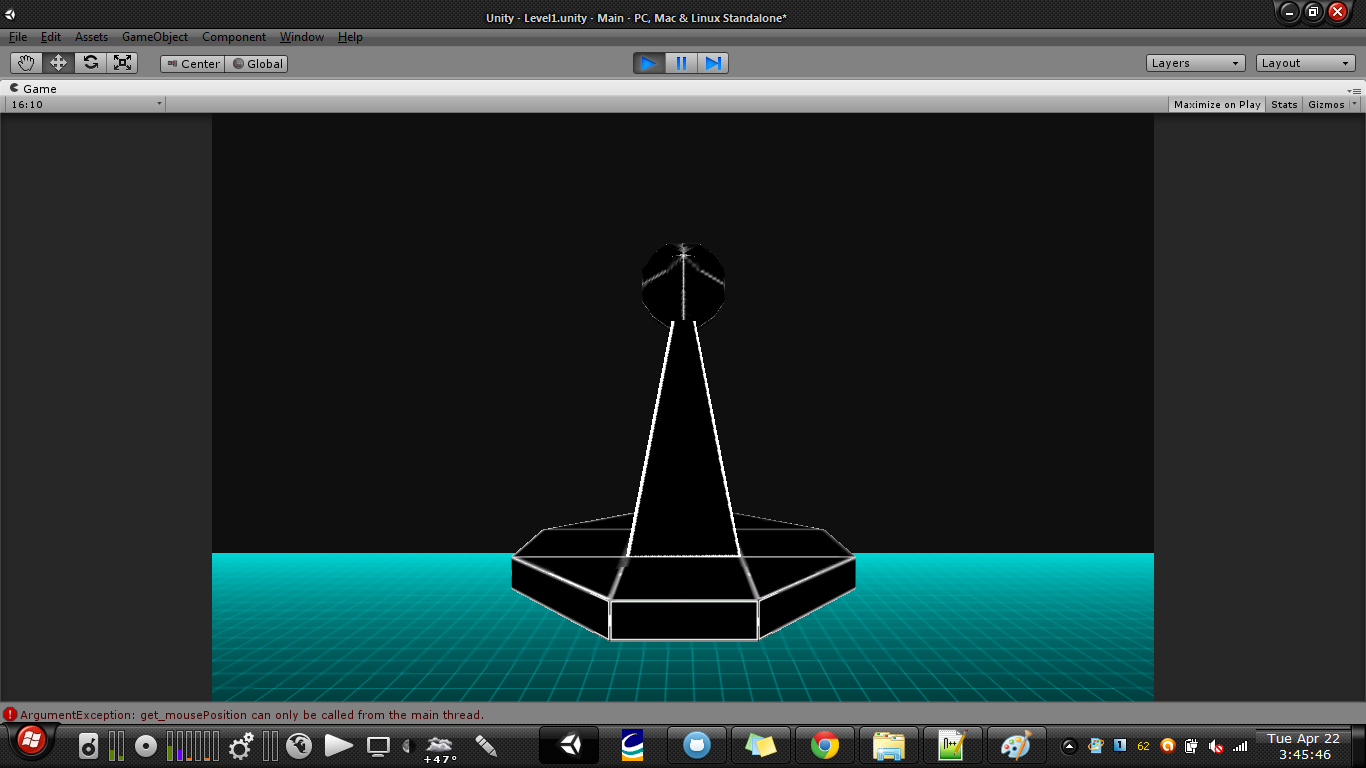 Unity - Level1.unity - Main - PC, Mac & Linux Standalone*
File Edit Assets GameObject Component Window Help
Center Global Layers Layout
Game
16:10 Maximize on Play Stats Gizmos
ArgumentException: get_mousePosition can only be called from the main thread.
+47° 62 Tue Apr 22
3:45:46